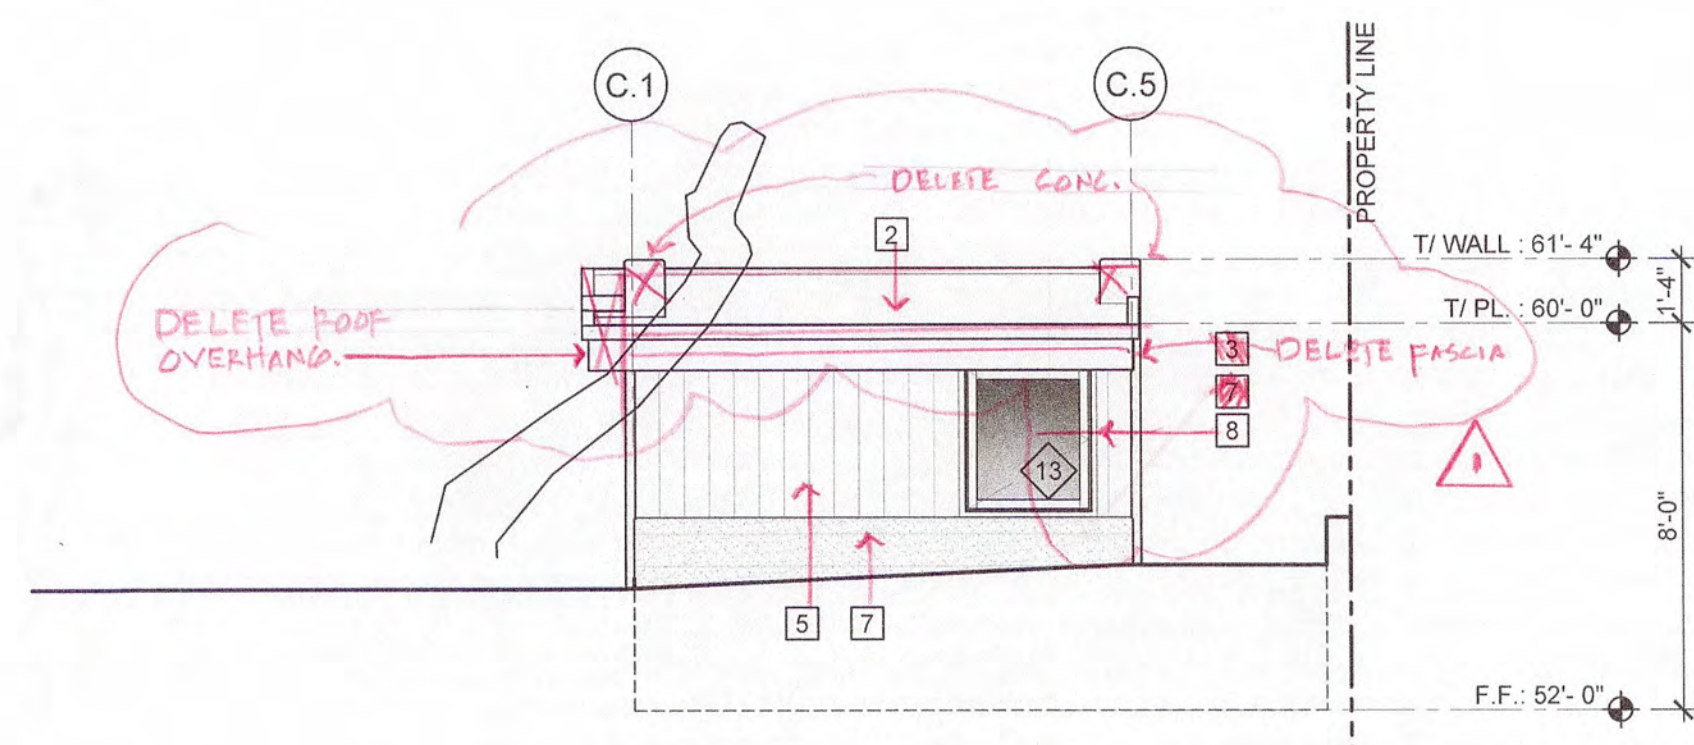 C.1
C.5
PROPERTY LINE
DELETE CONC.
2
T/ WALL : 61'- 4"
1'-4"
T/ PL. : 60'- 0"
DELETE ROOF
OVERHANG.
3
DELETE FASCIA
7
8
13
1
8'-0"
5
7
F.F.: 52'- 0"